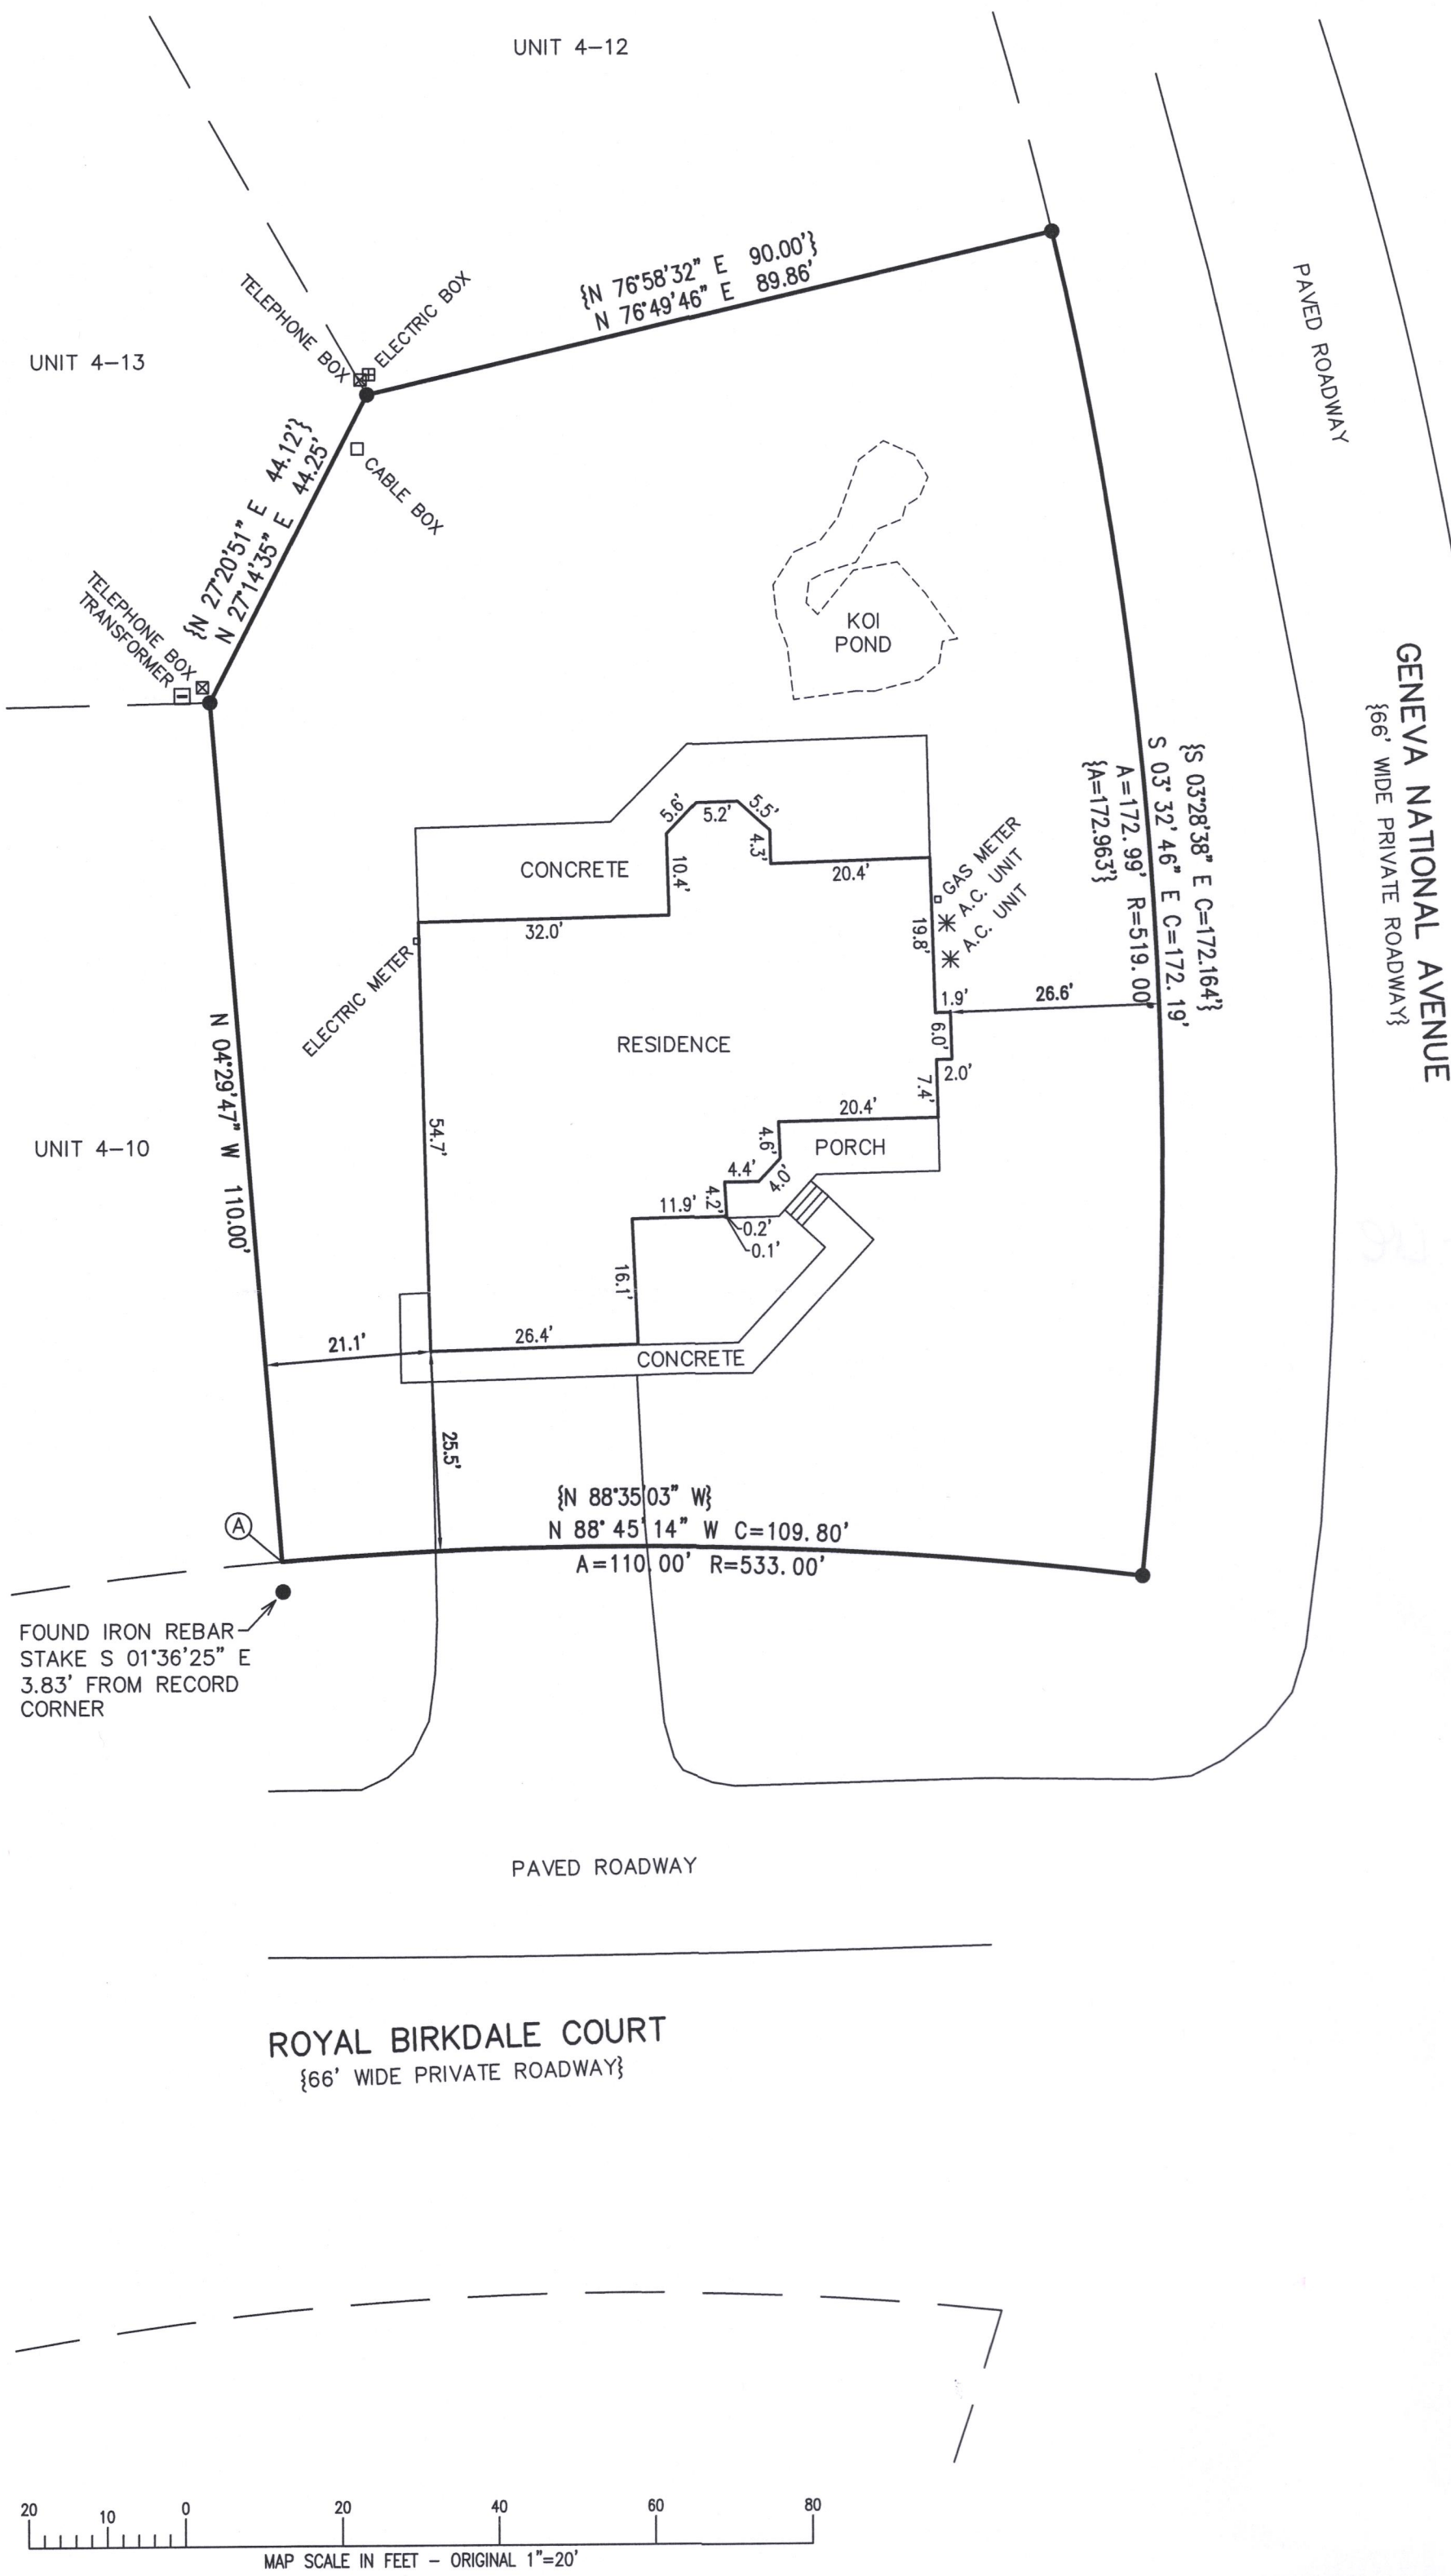 UNIT 4-12
{N 76°58'32" E 90.00'}
N 76°49'46" E 89.86'
TELEPHONE BOX
ELECTRIC BOX
UNIT 4-13
CABLE BOX
{N 27°20'51" E 44.12'}
N 27°14'35" E 44.25'
TELEPHONE BOX
TRANSFORMER
KOI
POND
PAVED ROADWAY
GENEVA NATIONAL AVENUE
{66' WIDE PRIVATE ROADWAY}
{S 03°28'38" E C=172.164'}
S 03° 32' 46" E C=172.19'
A=172.99' R=519.00'
{A=172.963'}
CONCRETE
5.6'
5.2'
5.5'
4.3'
10.4'
20.4'
32.0'
GAS METER
A.C. UNIT
A.C. UNIT
19.8'
ELECTRIC METER
1.9'
26.6'
RESIDENCE
6.0'
2.0'
7.4'
20.4'
N 04°29'47" W 110.00'
UNIT 4-10
54.7'
4.6'
PORCH
4.4'
4.0'
4.2'
11.9'
0.2'
0.1'
16.1'
21.1'
26.4'
CONCRETE
25.5'
{N 88°35'03" W}
N 88° 45' 14" W C=109.80'
A=110.00' R=533.00'
A
FOUND IRON REBAR
STAKE S 01°36'25" E
3.83' FROM RECORD
CORNER
PAVED ROADWAY
ROYAL BIRKDALE COURT
{66' WIDE PRIVATE ROADWAY}
20 10 0 20 40 60 80
MAP SCALE IN FEET - ORIGINAL 1"=20'